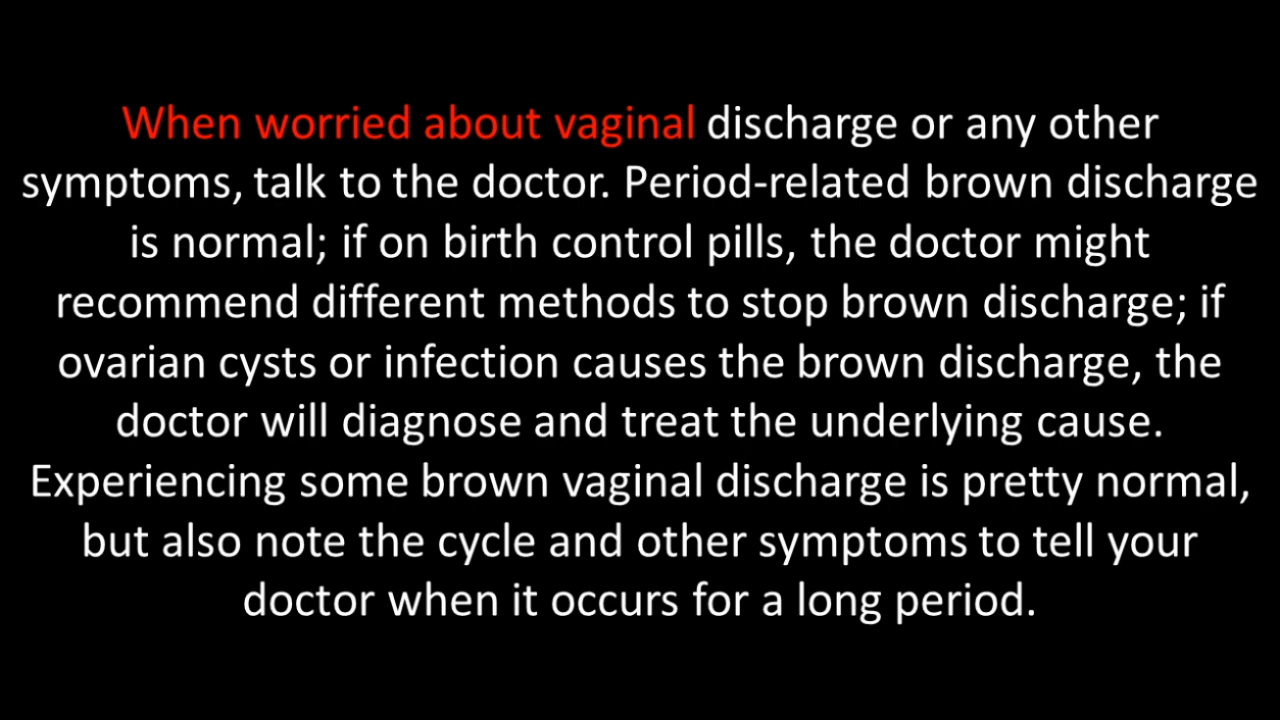 When worried about vaginal discharge or any other
symptoms, talk to the doctor. Period-related brown discharge
is normal; if on birth control pills, the doctor might
recommend different methods to stop brown discharge; if
ovarian cysts or infection causes the brown discharge, the
doctor will diagnose and treat the underlying cause.
Experiencing some brown vaginal discharge is pretty normal,
but also note the cycle and other symptoms to tell your
doctor when it occurs for a long period.